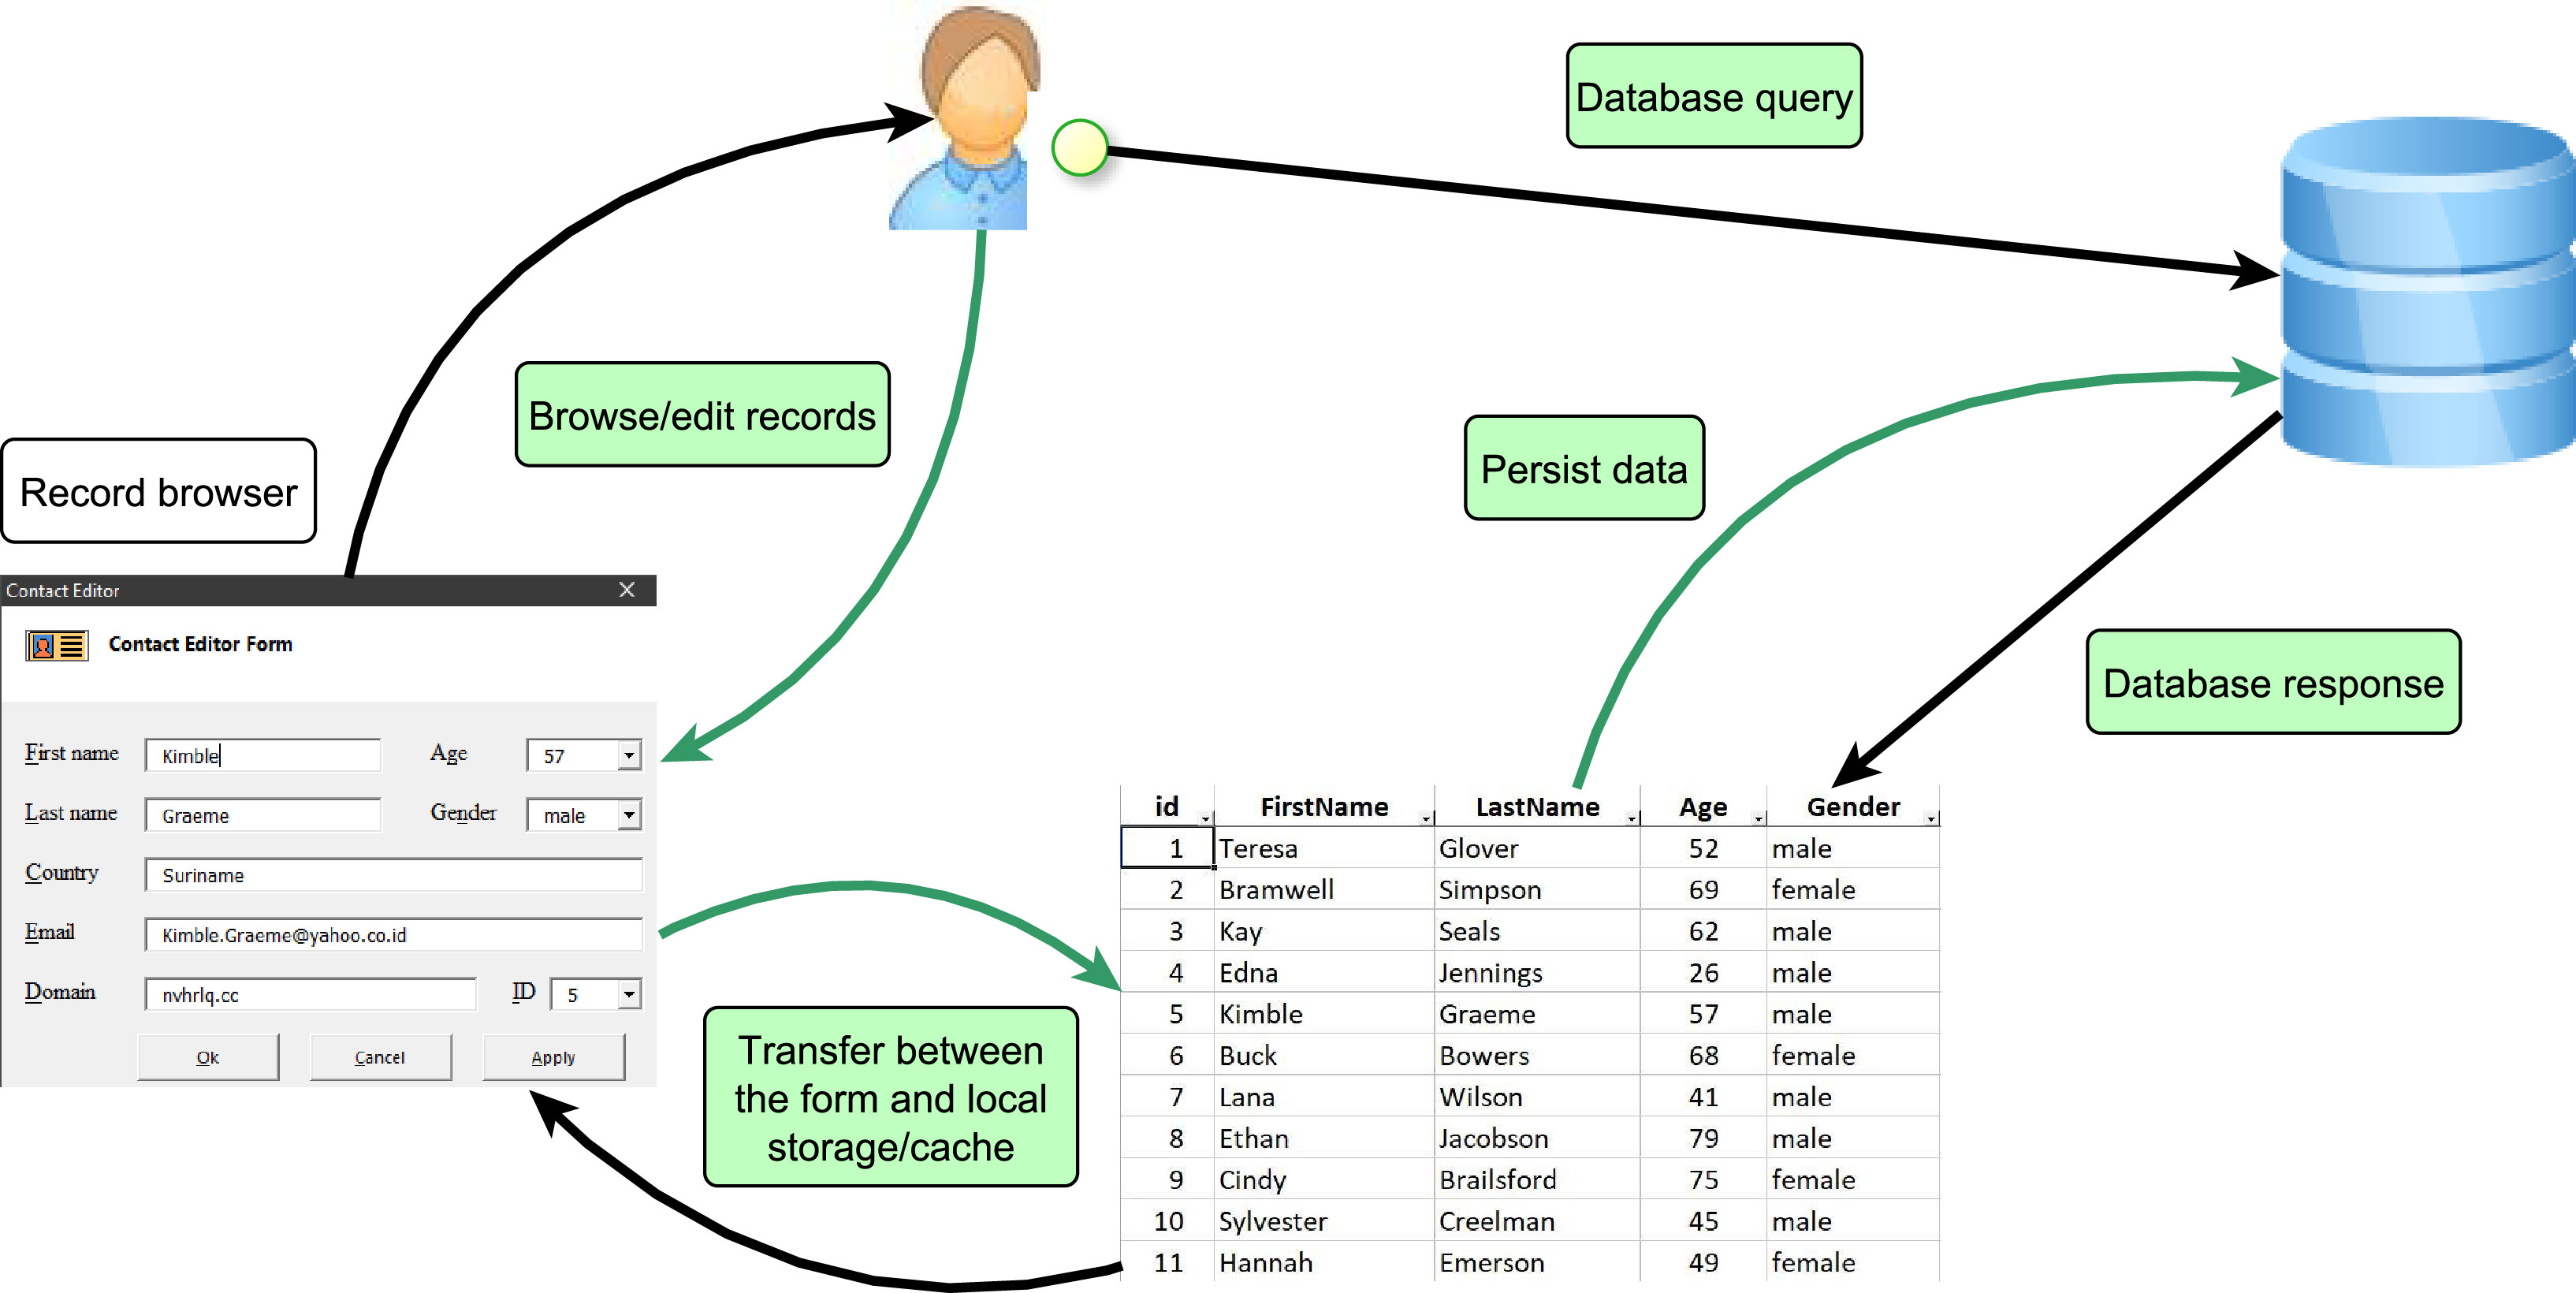 Database query
Browse/edit records
Persist data
Record browser
Database response
Contact Editor
Contact Editor Form
First name Kimble Age 57
Last name Graeme Gender male
Country Suriname
Email Kimble.Graeme@yahoo.co.id
Domain nvhrlq.cc ID 5
Ok Cancel Apply
Transfer between
the form and local
storage/cache
id FirstName LastName Age Gender
1 Teresa Glover 52 male
2 Bramwell Simpson 69 female
3 Kay Seals 62 male
4 Edna Jennings 26 male
5 Kimble Graeme 57 male
6 Buck Bowers 68 female
7 Lana Wilson 41 male
8 Ethan Jacobson 79 male
9 Cindy Brailsford 75 female
10 Sylvester Creelman 45 male
11 Hannah Emerson 49 female